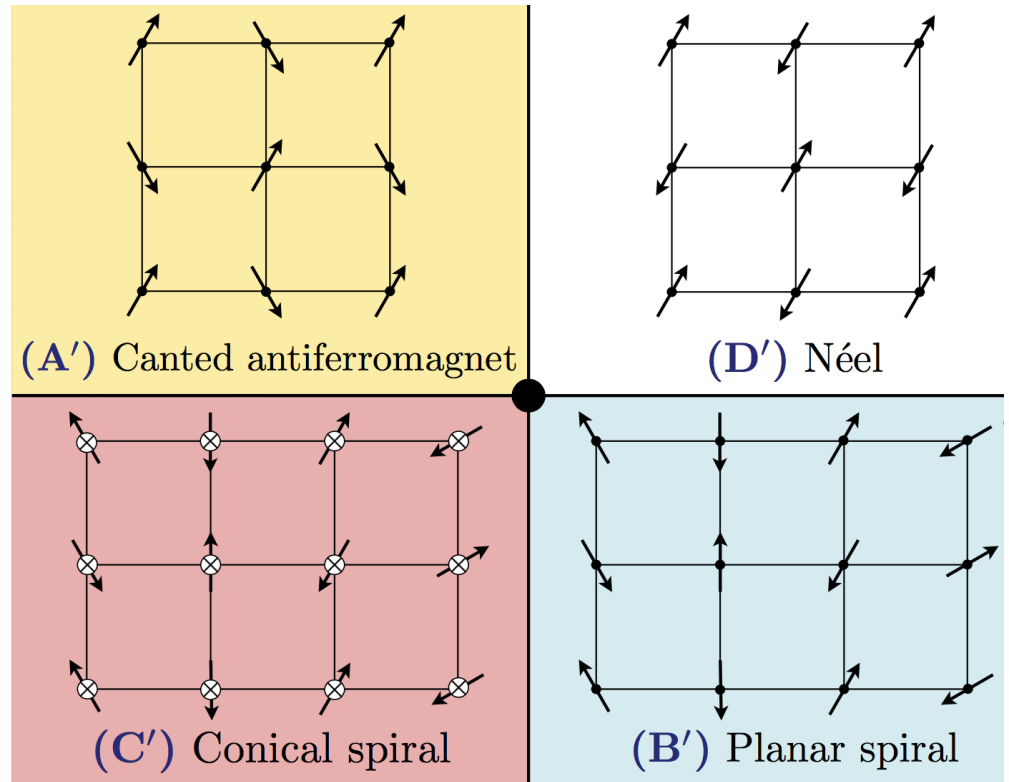 (A′) Canted antiferromagnet
(D′) Néel
(C′) Conical spiral
(B′) Planar spiral